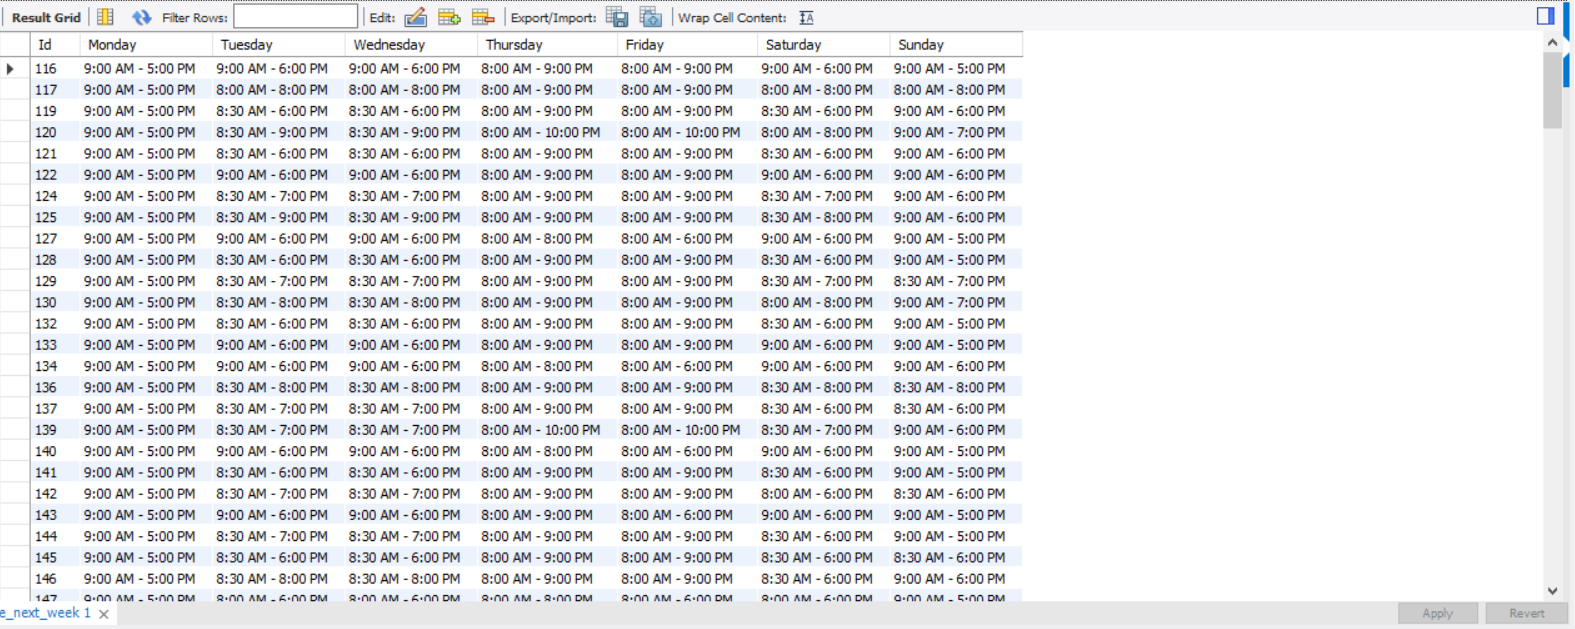 Result Grid Filter Rows: Edit: Export/Import: Wrap Cell Content: IA
Id Monday Tuesday Wednesday Thursday Friday Saturday Sunday
116 9:00 AM - 5:00 PM 9:00 AM - 6:00 PM 9:00 AM - 6:00 PM 8:00 AM - 9:00 PM 8:00 AM - 9:00 PM 9:00 AM - 6:00 PM 9:00 AM - 5:00 PM
117 9:00 AM - 5:00 PM 8:00 AM - 8:00 PM 8:00 AM - 8:00 PM 8:00 AM - 9:00 PM 8:00 AM - 9:00 PM 8:00 AM - 8:00 PM 8:00 AM - 8:00 PM
119 9:00 AM - 5:00 PM 8:30 AM - 6:00 PM 8:30 AM - 6:00 PM 8:00 AM - 9:00 PM 8:00 AM - 9:00 PM 8:30 AM - 6:00 PM 9:00 AM - 6:00 PM
120 9:00 AM - 5:00 PM 8:30 AM - 9:00 PM 8:30 AM - 9:00 PM 8:00 AM - 10:00 PM 8:00 AM - 10:00 PM 8:00 AM - 8:00 PM 9:00 AM - 7:00 PM
121 9:00 AM - 5:00 PM 8:30 AM - 6:00 PM 8:30 AM - 6:00 PM 8:00 AM - 9:00 PM 8:00 AM - 9:00 PM 8:30 AM - 6:00 PM 9:00 AM - 6:00 PM
122 9:00 AM - 5:00 PM 9:00 AM - 6:00 PM 9:00 AM - 6:00 PM 8:00 AM - 9:00 PM 8:00 AM - 9:00 PM 9:00 AM - 6:00 PM 9:00 AM - 6:00 PM
124 9:00 AM - 5:00 PM 8:30 AM - 7:00 PM 8:30 AM - 7:00 PM 8:00 AM - 9:00 PM 8:00 AM - 9:00 PM 8:30 AM - 7:00 PM 9:00 AM - 6:00 PM
125 9:00 AM - 5:00 PM 8:30 AM - 9:00 PM 8:30 AM - 9:00 PM 8:00 AM - 9:00 PM 8:00 AM - 9:00 PM 8:30 AM - 8:00 PM 9:00 AM - 6:00 PM
127 9:00 AM - 5:00 PM 9:00 AM - 6:00 PM 9:00 AM - 6:00 PM 8:00 AM - 8:00 PM 8:00 AM - 6:00 PM 9:00 AM - 6:00 PM 9:00 AM - 5:00 PM
128 9:00 AM - 5:00 PM 8:30 AM - 6:00 PM 8:30 AM - 6:00 PM 8:00 AM - 9:00 PM 8:00 AM - 9:00 PM 8:30 AM - 6:00 PM 9:00 AM - 5:00 PM
129 9:00 AM - 5:00 PM 8:30 AM - 7:00 PM 8:30 AM - 7:00 PM 8:00 AM - 9:00 PM 8:00 AM - 9:00 PM 8:30 AM - 7:00 PM 8:30 AM - 7:00 PM
130 9:00 AM - 5:00 PM 8:30 AM - 8:00 PM 8:30 AM - 8:00 PM 8:00 AM - 9:00 PM 8:00 AM - 9:00 PM 8:00 AM - 8:00 PM 9:00 AM - 7:00 PM
132 9:00 AM - 5:00 PM 8:30 AM - 6:00 PM 8:30 AM - 6:00 PM 8:00 AM - 9:00 PM 8:00 AM - 9:00 PM 8:30 AM - 6:00 PM 9:00 AM - 5:00 PM
133 9:00 AM - 5:00 PM 9:00 AM - 6:00 PM 9:00 AM - 6:00 PM 8:00 AM - 9:00 PM 8:00 AM - 9:00 PM 9:00 AM - 6:00 PM 9:00 AM - 5:00 PM
134 9:00 AM - 5:00 PM 9:00 AM - 6:00 PM 9:00 AM - 6:00 PM 8:00 AM - 8:00 PM 8:00 AM - 6:00 PM 9:00 AM - 6:00 PM 9:00 AM - 5:00 PM
136 9:00 AM - 5:00 PM 8:30 AM - 8:00 PM 8:30 AM - 8:00 PM 8:00 AM - 9:00 PM 8:00 AM - 9:00 PM 8:30 AM - 8:00 PM 8:30 AM - 8:00 PM
137 9:00 AM - 5:00 PM 8:30 AM - 7:00 PM 8:30 AM - 7:00 PM 8:00 AM - 9:00 PM 8:00 AM - 9:00 PM 8:30 AM - 6:00 PM 8:30 AM - 6:00 PM
139 9:00 AM - 5:00 PM 8:30 AM - 7:00 PM 8:30 AM - 7:00 PM 8:00 AM - 10:00 PM 8:00 AM - 10:00 PM 8:30 AM - 7:00 PM 9:00 AM - 6:00 PM
140 9:00 AM - 5:00 PM 9:00 AM - 6:00 PM 9:00 AM - 6:00 PM 8:00 AM - 8:00 PM 8:00 AM - 6:00 PM 9:00 AM - 6:00 PM 9:00 AM - 5:00 PM
141 9:00 AM - 5:00 PM 8:30 AM - 6:00 PM 8:30 AM - 6:00 PM 8:00 AM - 9:00 PM 8:00 AM - 9:00 PM 8:30 AM - 6:00 PM 9:00 AM - 5:00 PM
142 9:00 AM - 5:00 PM 8:30 AM - 7:00 PM 8:30 AM - 7:00 PM 8:00 AM - 9:00 PM 8:00 AM - 9:00 PM 8:00 AM - 6:00 PM 8:30 AM - 6:00 PM
143 9:00 AM - 5:00 PM 9:00 AM - 6:00 PM 9:00 AM - 6:00 PM 8:00 AM - 9:00 PM 8:00 AM - 6:00 PM 9:00 AM - 6:00 PM 9:00 AM - 5:00 PM
144 9:00 AM - 5:00 PM 8:30 AM - 7:00 PM 8:30 AM - 7:00 PM 8:00 AM - 9:00 PM 8:00 AM - 9:00 PM 8:30 AM - 6:00 PM 9:00 AM - 5:00 PM
145 9:00 AM - 5:00 PM 8:30 AM - 6:00 PM 8:30 AM - 6:00 PM 8:00 AM - 9:00 PM 8:00 AM - 9:00 PM 8:30 AM - 6:00 PM 8:30 AM - 6:00 PM
146 9:00 AM - 5:00 PM 8:30 AM - 8:00 PM 8:30 AM - 8:00 PM 8:00 AM - 9:00 PM 8:00 AM - 9:00 PM 8:30 AM - 6:00 PM 9:00 AM - 6:00 PM
147 9:00 AM - 5:00 PM 9:00 AM - 6:00 PM 9:00 AM - 6:00 PM 8:00 AM - 8:00 PM 8:00 AM - 6:00 PM 9:00 AM - 6:00 PM 9:00 AM - 5:00 PM
e_next_week 1 Apply Revert